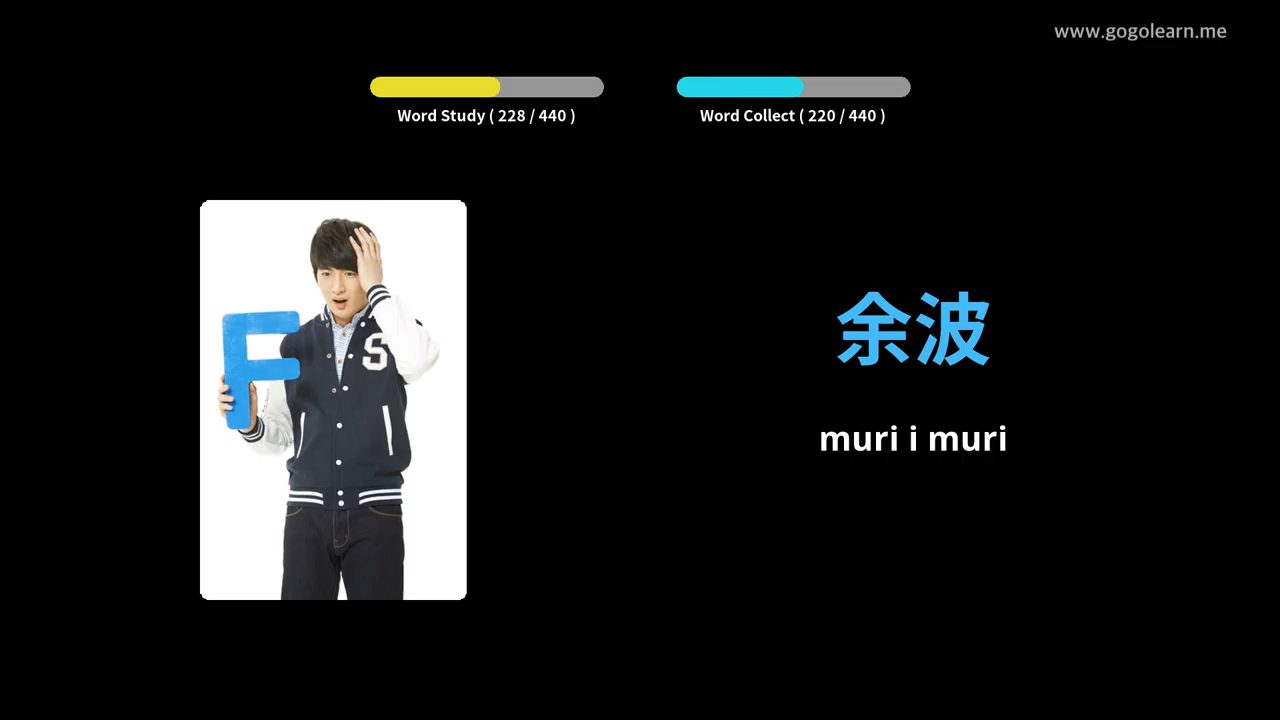 www.gogolearn.me
Word Study ( 228 / 440 )
Word Collect ( 220 / 440 )
F
S
余波
muri i muri